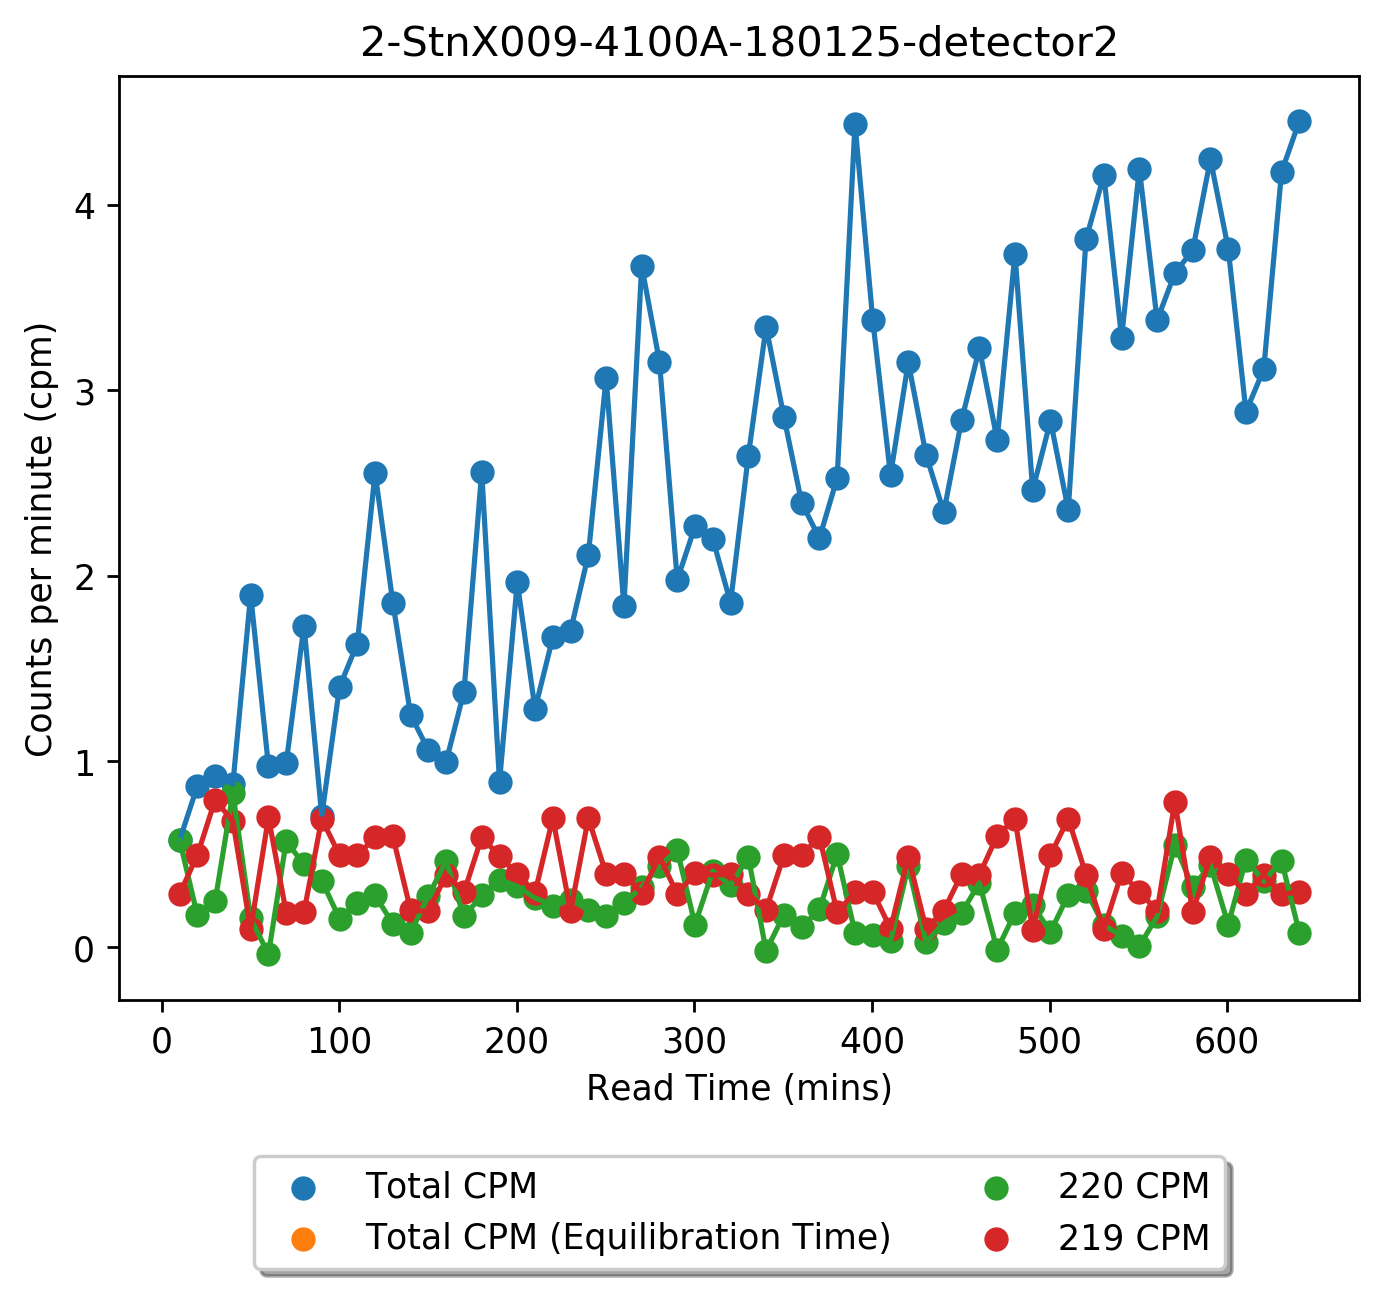 2-StnX009-4100A-180125-detector2
Counts per minute (cpm)
4
3
2
1
0
0 100 200 300 400 500 600
Read Time (mins)
Total CPM
Total CPM (Equilibration Time)
220 CPM
219 CPM